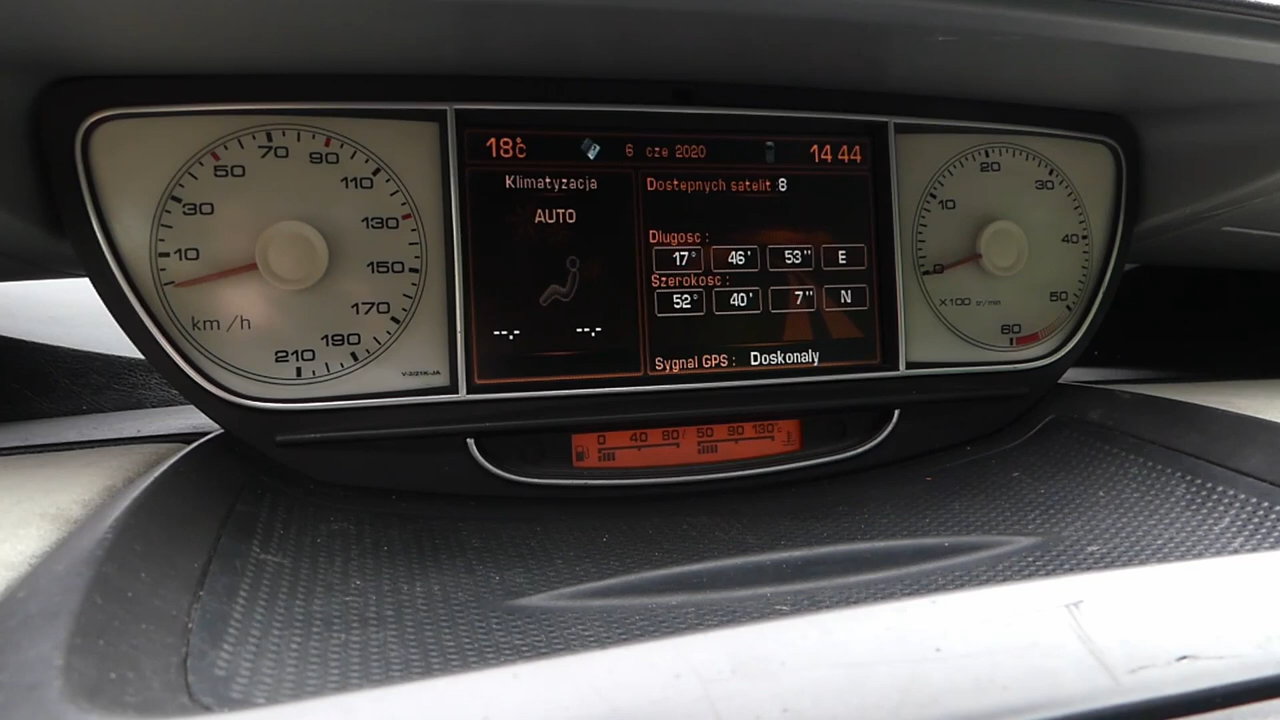 10
30
50
70
90
110
130
150
170
190
210
km/h
V-2/21K-JA
18°C 6 cze 2020 14 44
Klimatyzacja
AUTO
--.- --.-
Dostepnych satelit :8
Dlugosc :
17° 46' 53'' E
Szerokosc :
52° 40' 7'' N
Sygnal GPS : Doskonaly
0
10
20
30
40
50
60
X100 tr/min
0 40 80 50 90 130